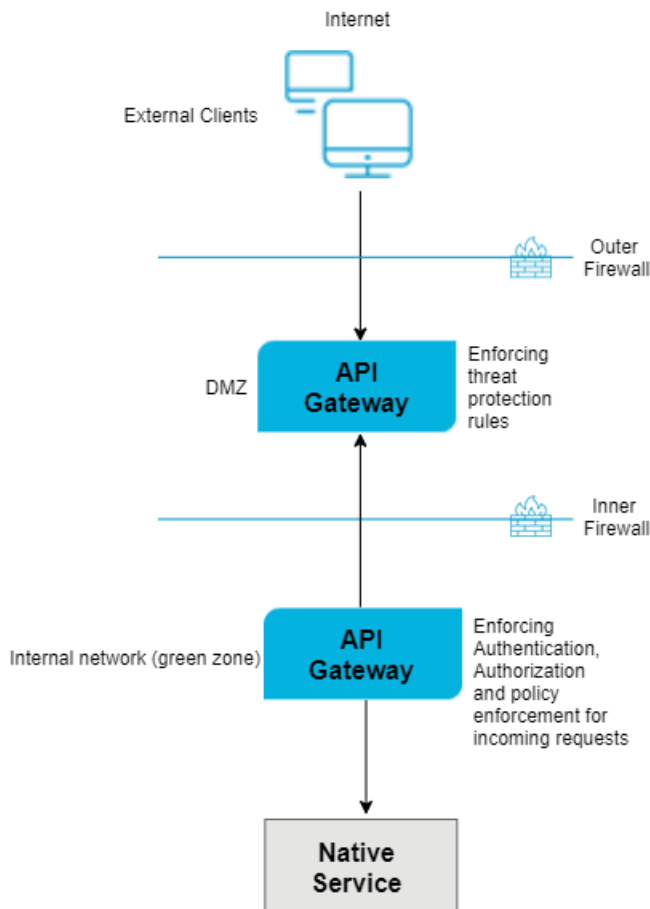 Internet
External Clients
Outer
Firewall
DMZ
API
Gateway
Enforcing
threat
protection
rules
Inner
Firewall
Internal network (green zone)
API
Gateway
Enforcing
Authentication,
Authorization
and policy
enforcement for
incoming requests
Native
Service